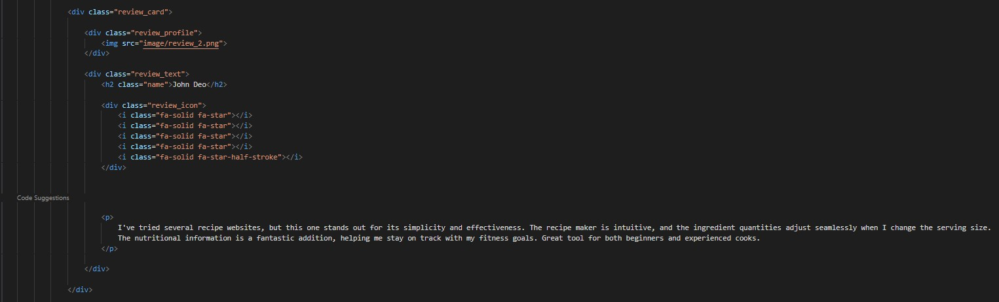 <div class="review_card">
<div class="review_profile">
<img src="image/review_2.png">
</div>
<div class="review_text">
<h2 class="name">John Deo</h2>
<div class="review_icon">
<i class="fa-solid fa-star"></i>
<i class="fa-solid fa-star"></i>
<i class="fa-solid fa-star"></i>
<i class="fa-solid fa-star"></i>
<i class="fa-solid fa-star-half-stroke"></i>
</div>
Code Suggestions
<p>
I've tried several recipe websites, but this one stands out for its simplicity and effectiveness. The recipe maker is intuitive, and the ingredient quantities adjust seamlessly when I change the serving size.
The nutritional information is a fantastic addition, helping me stay on track with my fitness goals. Great tool for both beginners and experienced cooks.
</p>
</div>
</div>